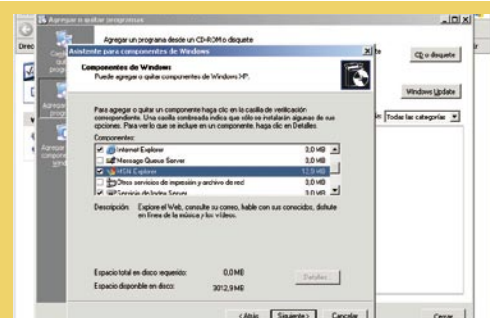 Agregar o quitar programas
Agregar un programa desde un CD-ROM o disquete
CD o disquete
Windows Update
Todas las categorías
Asistente para componentes de Windows
Componentes de Windows
Puede agregar o quitar componentes de Windows XP.
Para agregar o quitar un componente haga clic en la casilla de verificación
correspondiente. Una casilla sombreada indica que sólo se instalarán algunas de sus
opciones. Para ver lo que se incluye en un componente, haga clic en Detalles.
Componentes:
Internet Explorer 0,0 MB
Message Queue Server 0,0 MB
MSN Explorer 12,9 MB
Otros servicios de impresión y archivo de red 0,0 MB
Servicio de Index Server 0,0 MB
Descripción: Explore el Web, consulte su correo, hable con sus conocidos, disfrute
en línea de la música y los vídeos.
Espacio total en disco requerido: 0,0 MB
Espacio disponible en disco: 3012,9 MB
Detalles...
< Atrás
Siguiente >
Cancelar
Cerrar